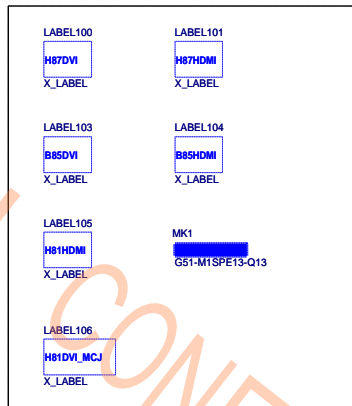 LABEL100
H87DVI
X_LABEL
LABEL101
H87HDMI
X_LABEL
LABEL103
B85DVI
X_LABEL
LABEL104
B85HDMI
X_LABEL
LABEL105
H81HDMI
X_LABEL
MK1
G51-M1SPE13-Q13
LABEL106
H81DVI_MCJ
X_LABEL